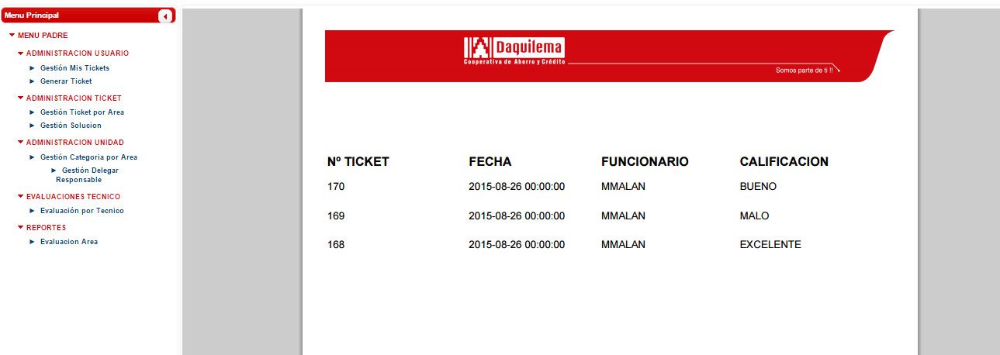 Menu Principal
MENU PADRE
ADMINISTRACION USUARIO
Gestión Mis Tickets
Generar Ticket
ADMINISTRACION TICKET
Gestión Ticket por Area
Gestión Solucion
ADMINISTRACION UNIDAD
Gestión Categoria por Area
Gestión Delegar
Responsable
EVALUACIONES TECNICO
Evaluación por Tecnico
REPORTES
Evaluacion Area
Daquilema
Cooperativa de Ahorro y Crédito
Somos parte de ti !!
Nº TICKET FECHA FUNCIONARIO CALIFICACION
170 2015-08-26 00:00:00 MMALAN BUENO
169 2015-08-26 00:00:00 MMALAN MALO
168 2015-08-26 00:00:00 MMALAN EXCELENTE